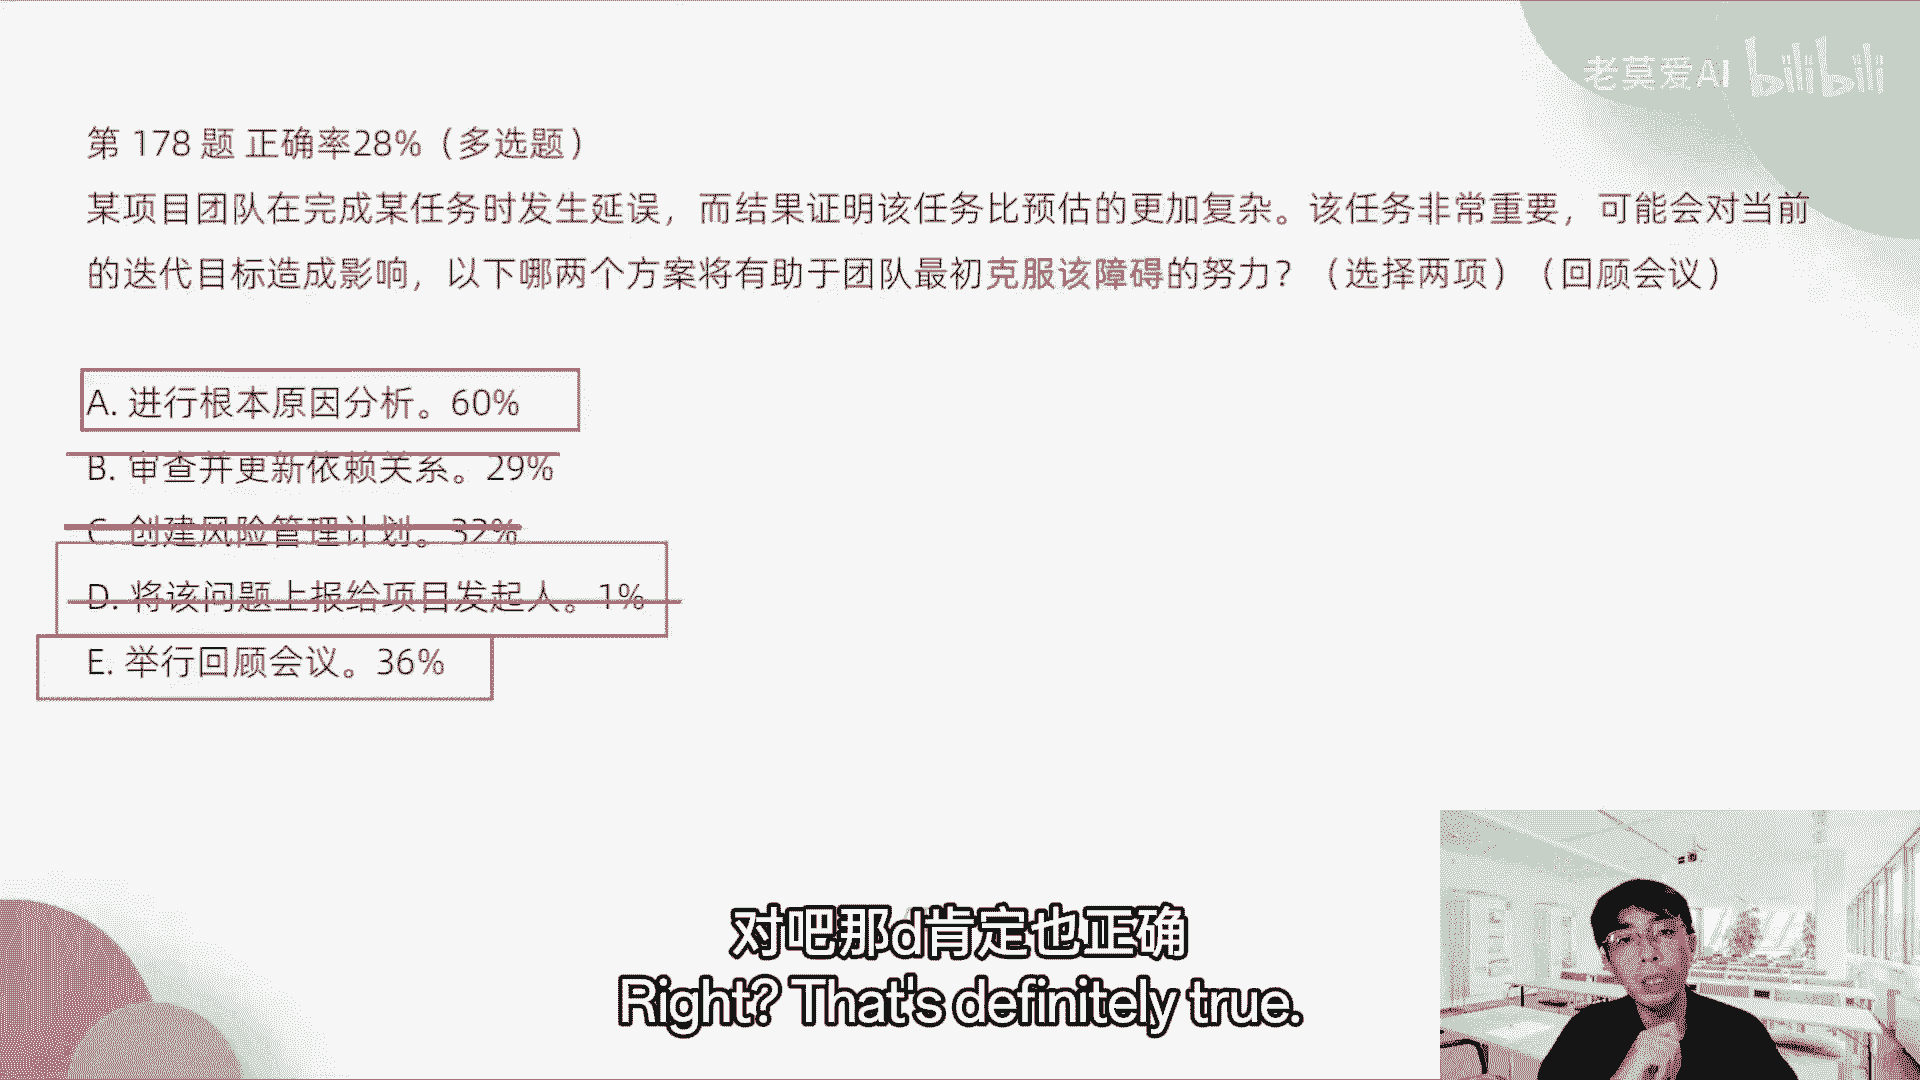 老莫爱AI bilibili
第 178 题 正确率28%（多选题）
某项目团队在完成某任务时发生延误，而结果证明该任务比预估的更加复杂。该任务非常重要，可能会对当前
的迭代目标造成影响，以下哪两个方案将有助于团队最初克服该障碍的努力？（选择两项）（回顾会议）
A. 进行根本原因分析。60%
B. 审查并更新依赖关系。29%
C. 创建风险管理计划。32%
D. 将该问题上报给项目发起人。1%
E. 举行回顾会议。36%
对吧那d肯定也正确
Right? That's definitely true.